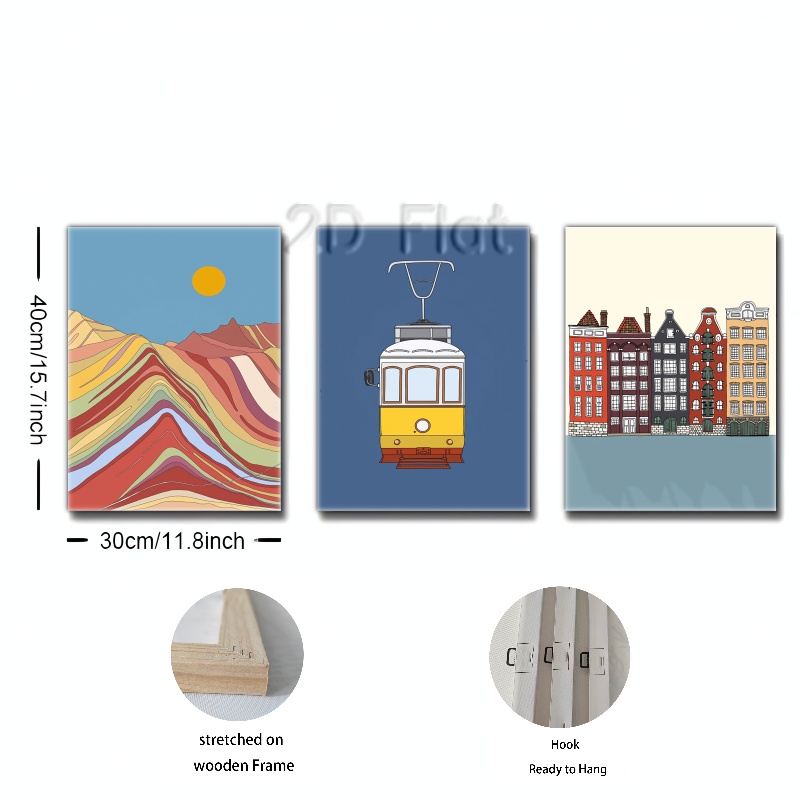 2D Flat
40cm/15.7inch
30cm/11.8inch
stretched on
wooden Frame
Hook
Ready to Hang